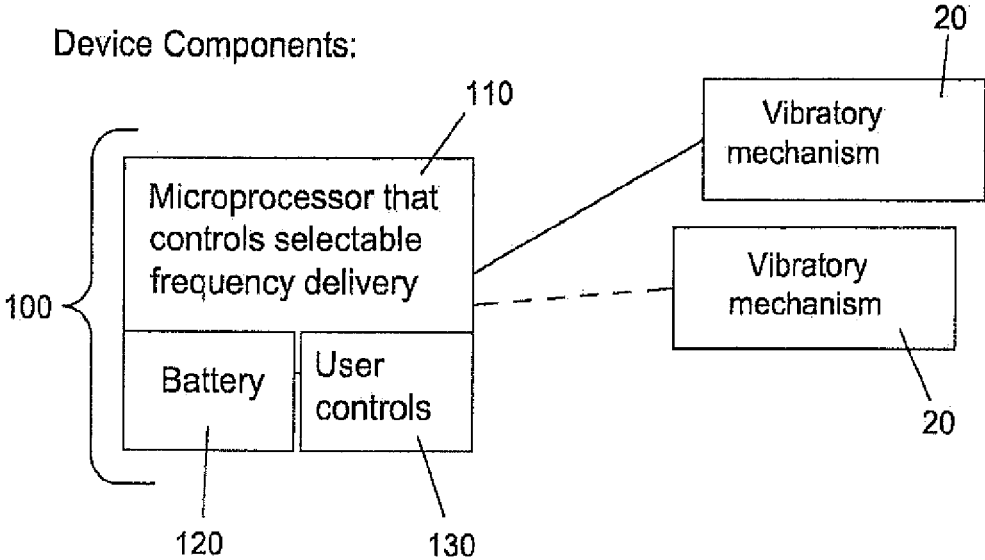 Device Components:
20
110
Vibratory
mechanism
Microprocessor that
controls selectable
frequency delivery
Vibratory
mechanism
100
Battery
User
controls
20
120
130